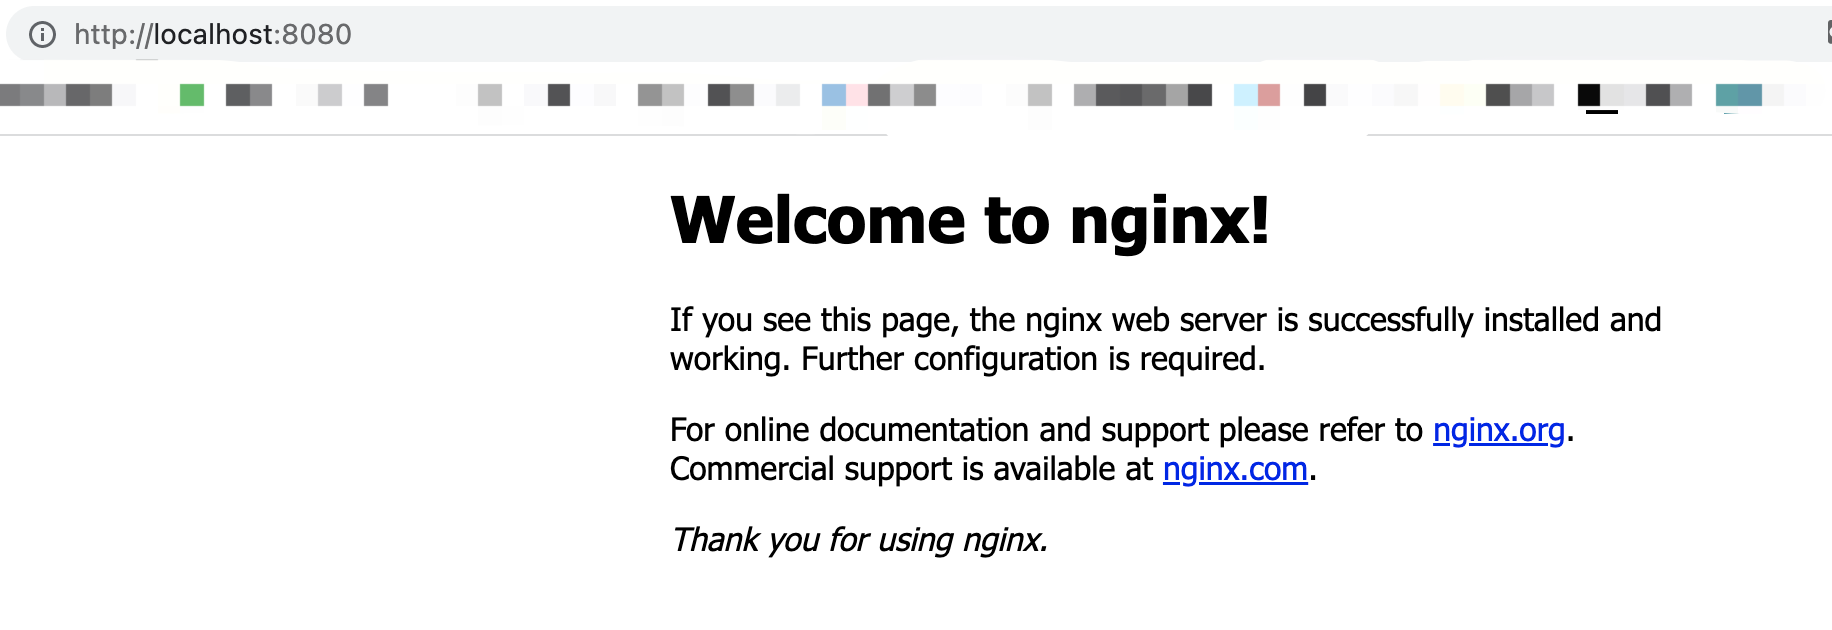 http://localhost:8080
Welcome to nginx!
If you see this page, the nginx web server is successfully installed and
working. Further configuration is required.
For online documentation and support please refer to nginx.org.
Commercial support is available at nginx.com.
Thank you for using nginx.